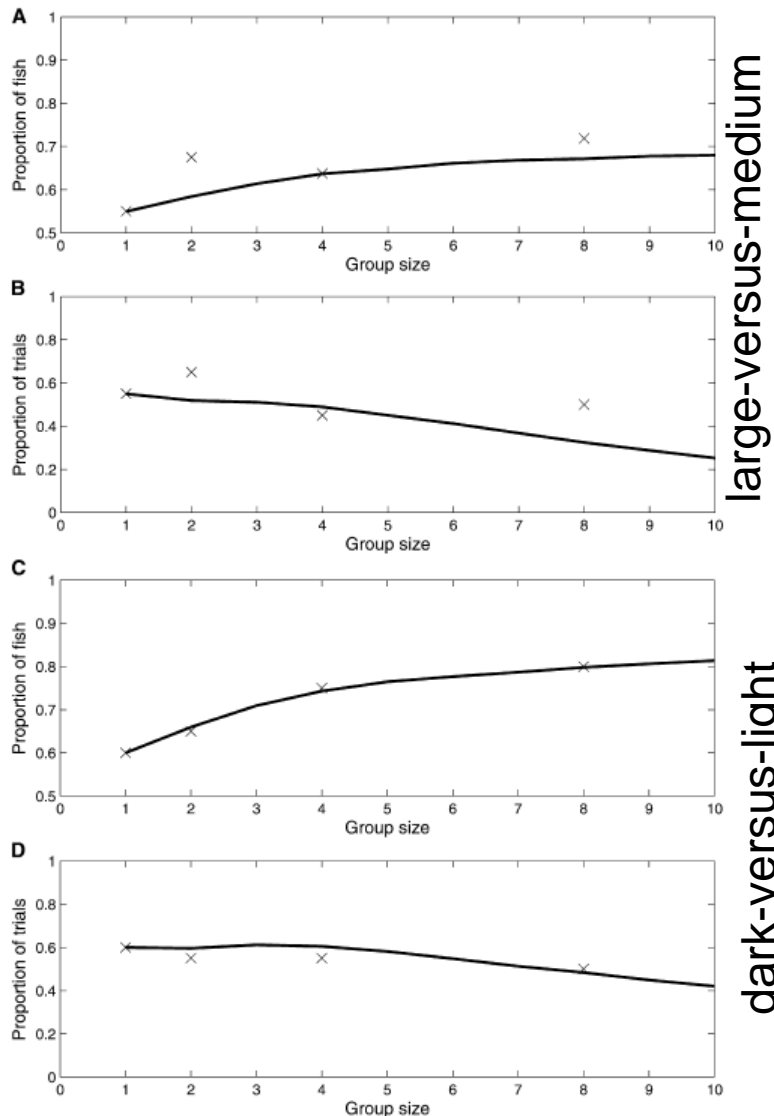 A
1
0.9
0.8
0.7
0.6
0.5
Proportion of fish
0 1 2 3 4 5 6 7 8 9 10
Group size
B
1
0.8
0.6
0.4
0.2
0
Proportion of trials
0 1 2 3 4 5 6 7 8 9 10
Group size
large-versus-medium
C
1
0.9
0.8
0.7
0.6
0.5
Proportion of fish
0 1 2 3 4 5 6 7 8 9 10
Group size
D
1
0.8
0.6
0.4
0.2
0
Proportion of trials
0 1 2 3 4 5 6 7 8 9 10
Group size
dark-versus-light